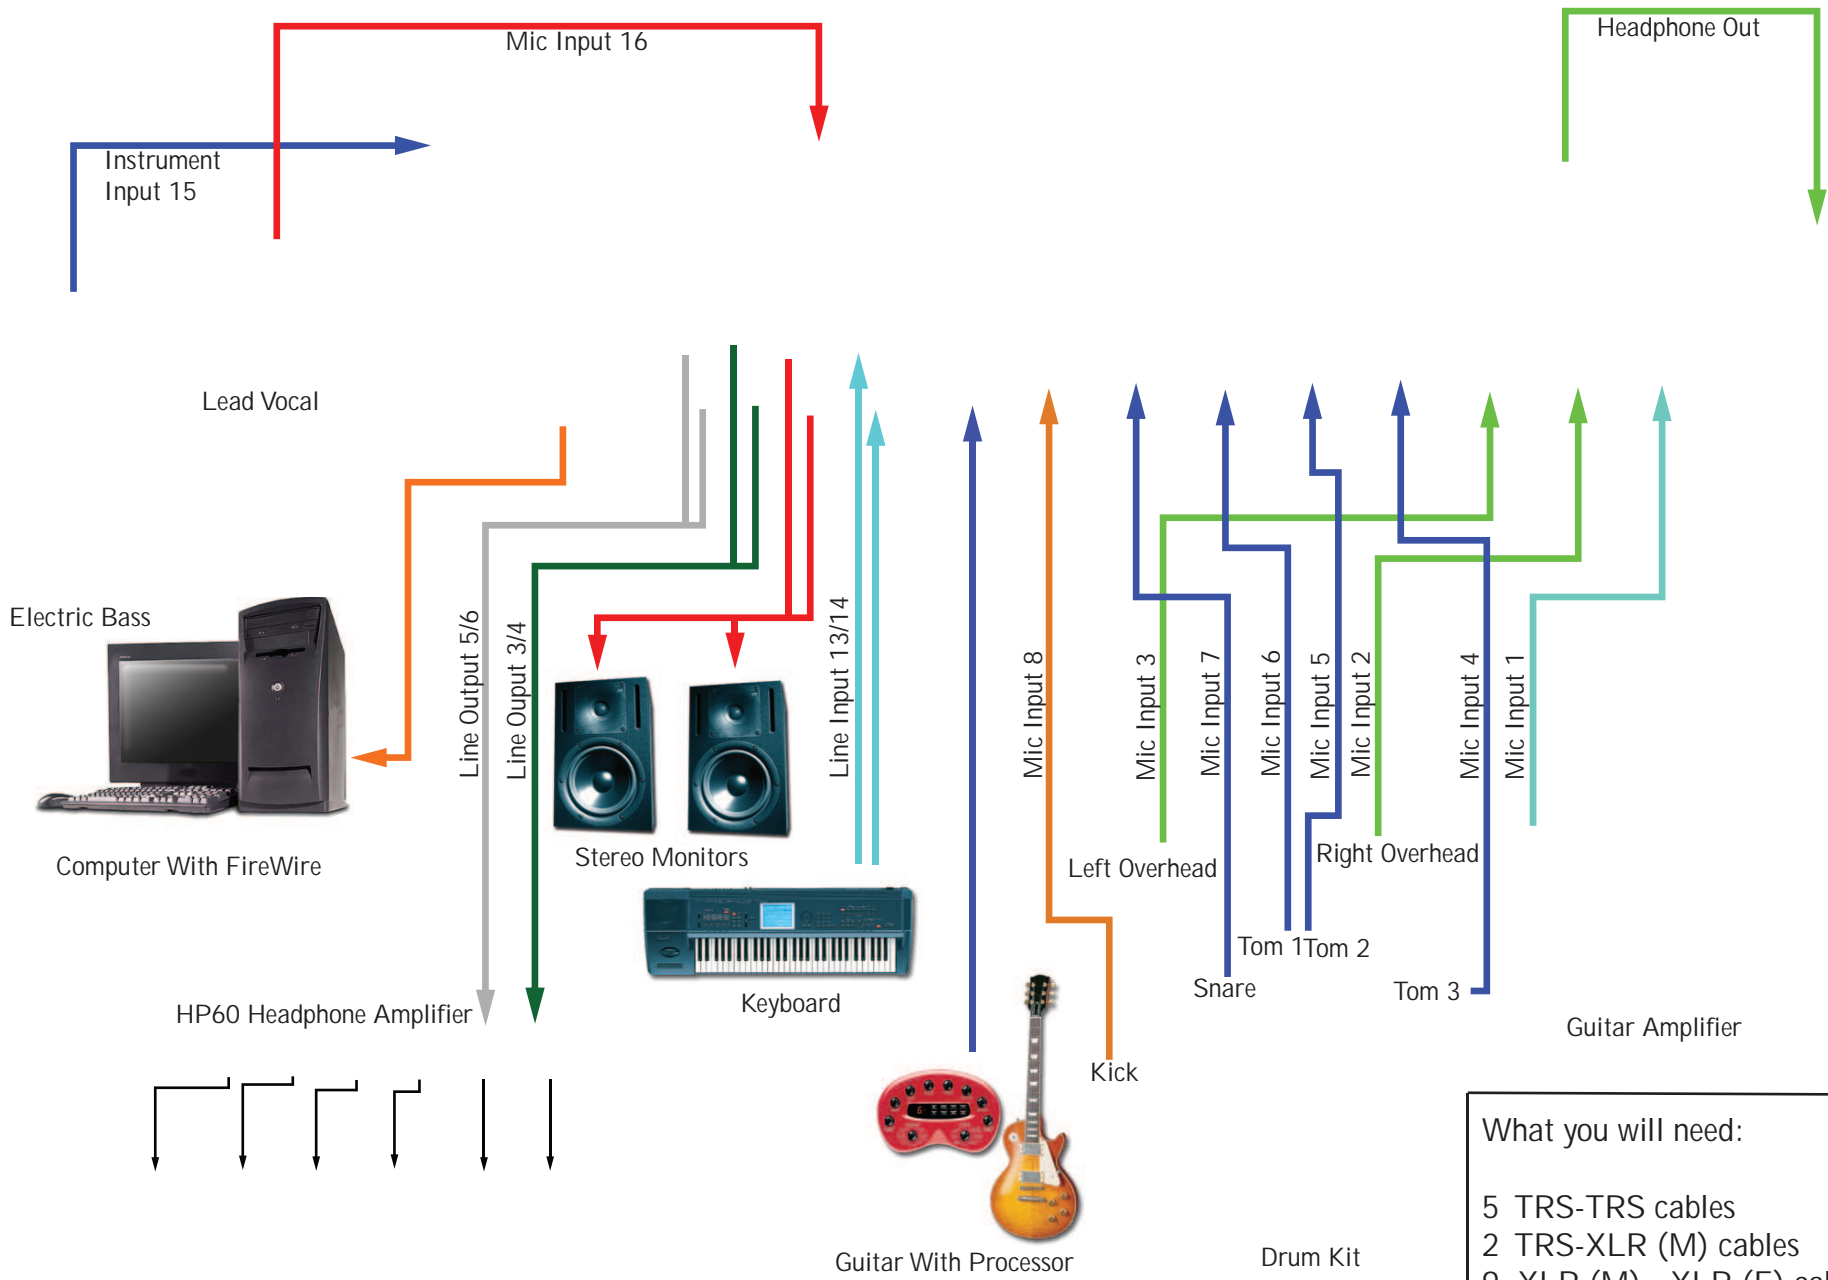 Mic Input 16
Headphone Out
Instrument
Input 15
Lead Vocal
Electric Bass
Line Output 5/6
Line Ouput 3/4
Line Input 13/14
Mic Input 8
Mic Input 3
Mic Input 7
Mic Input 6
Mic Input 5
Mic Input 2
Mic Input 4
Mic Input 1
Computer With FireWire
Stereo Monitors
Left Overhead
Right Overhead
Tom 1
Tom 2
Snare
Tom 3
Keyboard
HP60 Headphone Amplifier
Guitar Amplifier
Kick
What you will need:
5 TRS-TRS cables
2 TRS-XLR (M) cables
9 XLR (M) - XLR (F)
Guitar With Processor
Drum Kit